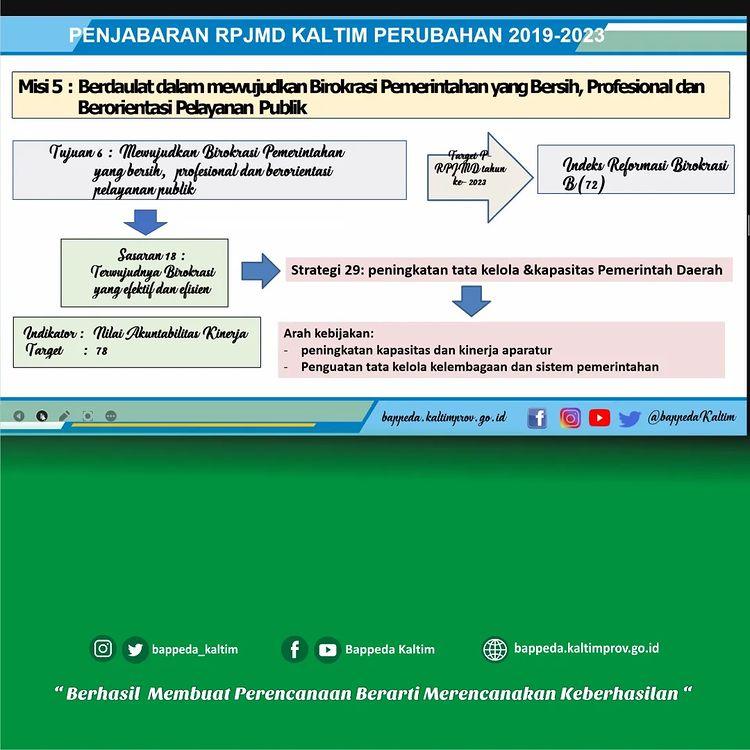 PENJABARAN RPJMD KALTIM PERUBAHAN 2019-2023
Misi 5 : Berdaulat dalam mewujudkan Birokrasi Pemerintahan yang Bersih, Profesional dan
Berorientasi Pelayanan Publik
Tujuan 6 : Mewujudkan Birokrasi Pemerintahan
yang bersih, profesional dan berorientasi
pelayanan publik
Target P-
RPJMD tahun
ke- 2023
Indeks Reformasi Birokrasi
B (72)
Sasaran 18 :
Terwujudnya Birokrasi
yang efektif dan efisien
Strategi 29: peningkatan tata kelola &kapasitas Pemerintah Daerah
Indikator : Nilai Akuntabilitas Kinerja
Target : 78
Arah kebijakan:
- peningkatan kapasitas dan kinerja aparatur
- Penguatan tata kelola kelembagaan dan sistem pemerintahan
bappeda.kaltimprov.go.id
@bappedaKaltim
bappeda_kaltim
Bappeda Kaltim
bappeda.kaltimprov.go.id
“ Berhasil Membuat Perencanaan Berarti Merencanakan Keberhasilan “